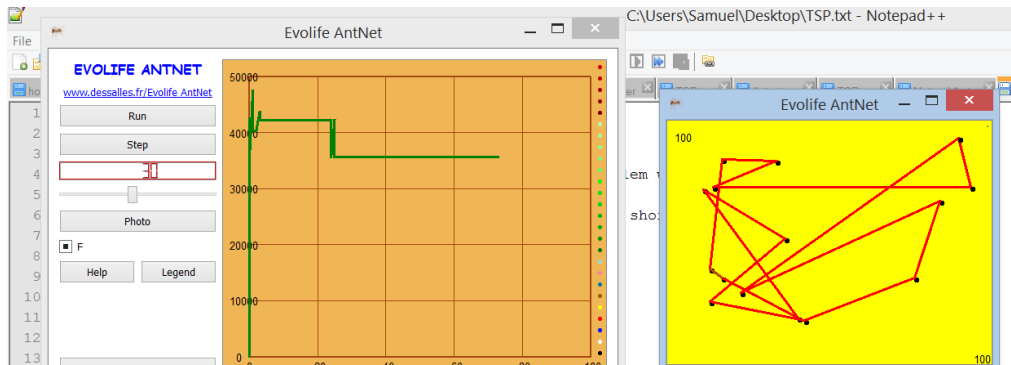 C:\Users\Samuel\Desktop\TSP.txt - Notepad++
File
Evolife AntNet
EVOLIFE ANTNET
www.dessalles.fr/Evolife AntNet
Run
Step
30
Photo
F
Help
Legend
50000
40000
30000
20000
10000
0
20
40
60
80
100
1
2
3
4
5
6
7
8
9
10
11
12
13
Evolife AntNet
100
100